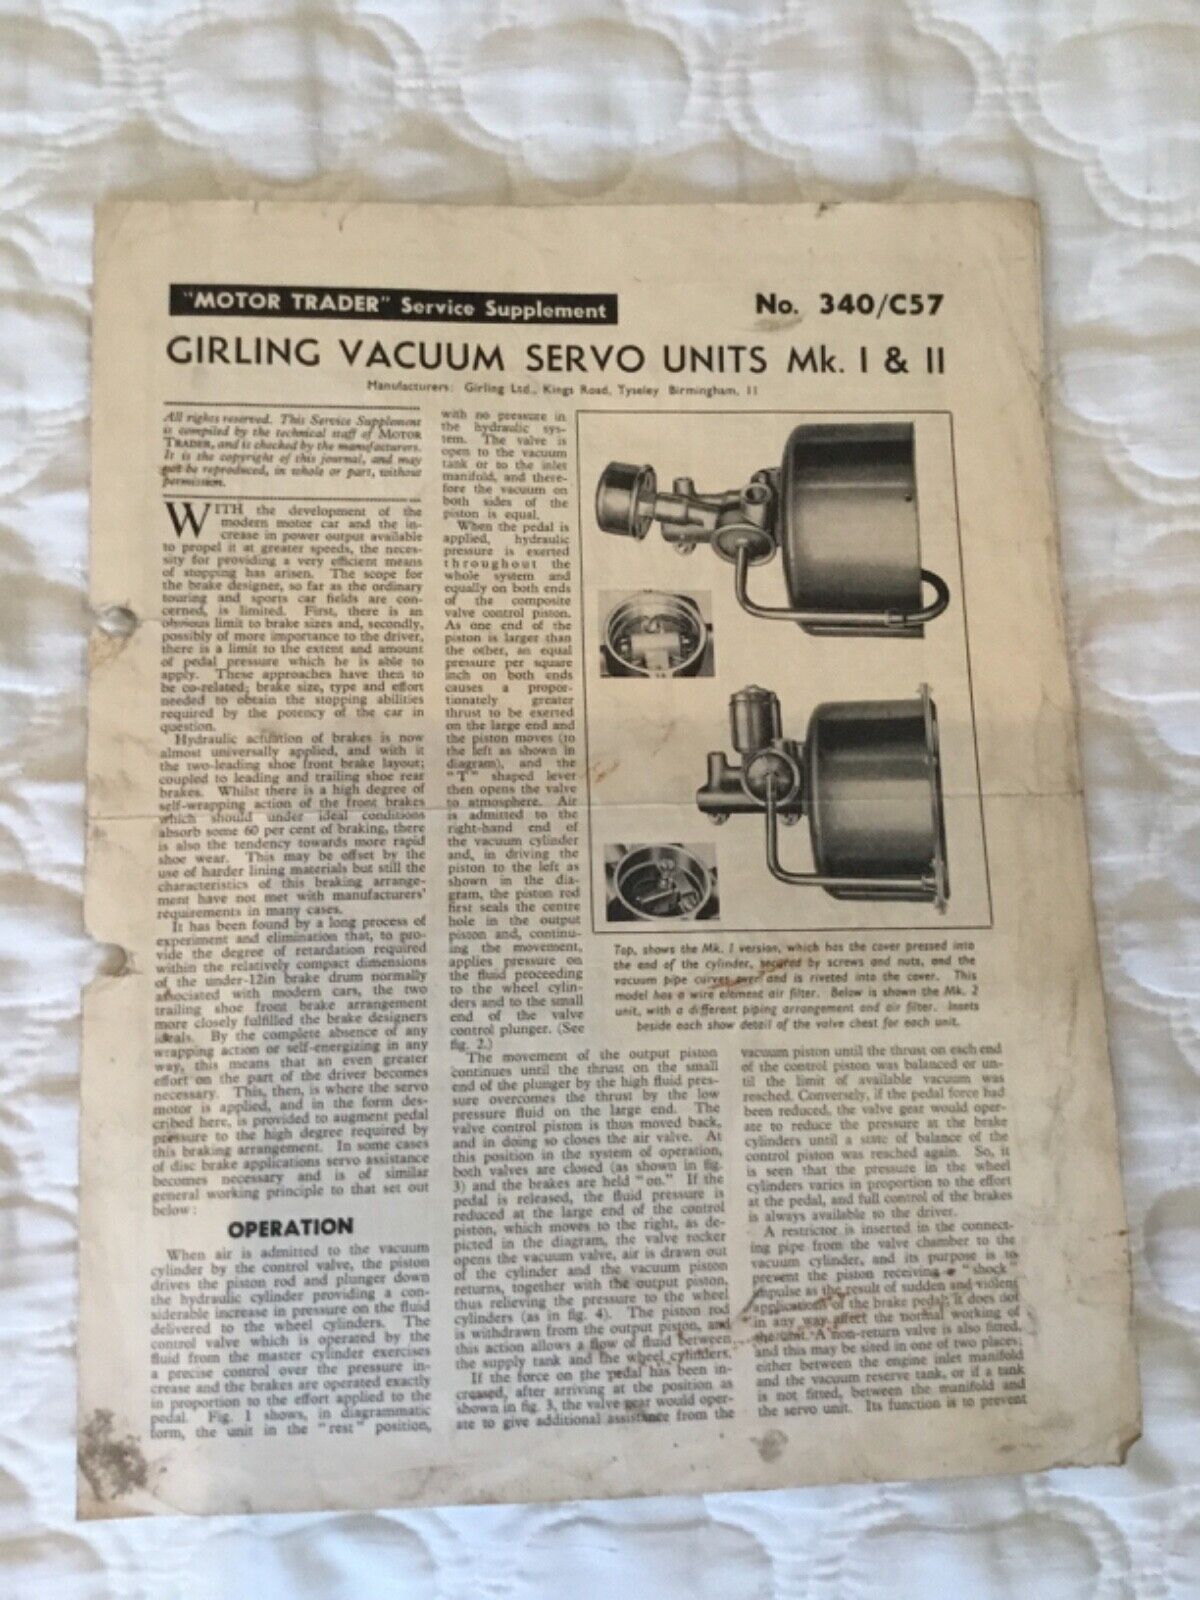 "MOTOR TRADER" Service Supplement
No. 340/C57
GIRLING VACUUM SERVO UNITS Mk. I & II
Manufacturers: Girling Ltd., Kings Road, Tyseley Birmingham, 11
All rights reserved. This Service Supplement
is compiled by the technical staff of MOTOR
TRADER, and is checked by the manufacturers.
It is the copyright of this journal, and may
not be reproduced, in whole or part, without
permission.
WITH the development of the
modern motor car and the in-
crease in power output available
to propel it at greater speeds, the neces-
sity for providing a very efficient means
of stopping has arisen. The scope for
the brake designer, so far as the ordinary
touring and sports car fields are con-
cerned, is limited. First, there is an
obvious limit to brake sizes and, secondly,
possibly of more importance to the driver,
there is a limit to the extent and amount
of pedal pressure which he is able to
apply. These approaches have then to
be co-related; brake size, type and effort
needed to obtain the stopping abilities
required by the potency of the car in
question.
Hydraulic actuation of brakes is now
almost universally applied, and with it
the two-leading shoe front brake layout;
coupled to leading and trailing shoe rear
brakes. Whilst there is a high degree of
self-wrapping action of the front brakes
which should under ideal conditions
absorb some 60 per cent of braking, there
is also the tendency towards more rapid
shoe wear. This may be offset by the
use of harder lining materials but still the
characteristics of this braking arrange-
ment have not met with manufacturers'
requirements in many cases.
It has been found by a long process of
experiment and elimination that, to pro-
vide the degree of retardation required
within the relatively compact dimensions
of the under-12in brake drum normally
associated with modern cars, the two
trailing shoe front brake arrangement
more closely fulfilled the brake designers
ideals. By the complete absence of any
wrapping action or self-energizing in any
way, this means that an even greater
effort on the part of the driver becomes
necessary. This, then, is where the servo
motor is applied, and in the form des-
cribed here, is provided to augment pedal
pressure to the high degree required by
this braking arrangement. In some cases
of disc brake applications servo assistance
becomes necessary and is of similar
general working principle to that set out
below:
OPERATION
When air is admitted to the vacuum
cylinder by the control valve, the piston
drives the piston rod and plunger down
the hydraulic cylinder providing a con-
siderable increase in pressure on the fluid
delivered to the wheel cylinders. The
control valve which is operated by the
fluid from the master cylinder exercises
a precise control over the pressure in-
crease and the brakes are operated exactly
in proportion to the effort applied to the
pedal. Fig. 1 shows, in diagrammatic
form, the unit in the "rest" position,
with no pressure in
the hydraulic sys-
tem. The valve is
open to the vacuum
tank or to the inlet
manifold, and there-
fore the vacuum on
both sides of the
piston is equal.
When the pedal is
applied, hydraulic
pressure is exerted
throughout the
whole system and
equally on both ends
of the composite
valve control piston.
As one end of the
piston is larger than
the other, an equal
pressure per square
inch on both ends
causes a propor-
tionately greater
thrust to be exerted
on the large end and
the piston moves (to
the left as shown in
diagram), and the
"T" shaped lever
then opens the valve
to atmosphere. Air
is admitted to the
right-hand end of
the vacuum cylinder
and, in driving the
piston to the left as
shown in the dia-
gram, the piston rod
first seals the centre
hole in the output
piston and, continu-
ing the movement,
applies pressure on
the fluid proceeding
to the wheel cylin-
ders and to the small
end of the valve
control plunger. (See
fig. 2.)
The movement of the output piston
continues until the thrust on the small
end of the plunger by the high fluid pres-
sure overcomes the thrust by the low
pressure fluid on the large end. The
valve control piston is thus moved back,
and in doing so closes the air valve. At
this position in the system of operation,
both valves are closed (as shown in fig.
3) and the brakes are held "on." If the
pedal is released, the fluid pressure is
reduced at the large end of the control
piston, which moves to the right, as de-
picted in the diagram, the valve rocker
opens the vacuum valve, air is drawn out
of the cylinder and the vacuum piston
returns, together with the output piston,
thus relieving the pressure to the wheel
cylinders (as in fig. 4). The piston rod
is withdrawn from the output piston, and
this action allows a flow of fluid between
the supply tank and the wheel cylinders.
If the force on the pedal has been in-
creased, after arriving at the position as
shown in fig. 3, the valve gear would oper-
ate to give additional assistance from the
Top, shows the Mk. I version, which has the cover pressed into
the end of the cylinder, secured by screws and nuts, and the
vacuum pipe curves over and is riveted into the cover. This
model has a wire element air filter. Below is shown the Mk. 2
unit, with a different piping arrangement and air filter. Insets
beside each show detail of the valve chest for each unit.
vacuum piston until the thrust on each end
of the control piston was balanced or un-
til the limit of available vacuum was
reached. Conversely, if the pedal force had
been reduced, the valve gear would oper-
ate to reduce the pressure at the brake
cylinders until a state of balance of the
control piston was reached again. So, it
is seen that the pressure in the wheel
cylinders varies in proportion to the effort
at the pedal, and full control of the brakes
is always available to the driver.
A restrictor is inserted in the connect-
ing pipe from the valve chamber to the
vacuum cylinder, and its purpose is to
prevent the piston receiving a "shock"
impulse as the result of sudden and violent
application of the brake pedal; it does not
in any way affect the normal working of
the unit. A non-return valve is also fitted,
and this may be sited in one of two places;
either between the engine inlet manifold
and the vacuum reserve tank, or if a tank
is not fitted, between the manifold and
the servo unit. Its function is to prevent